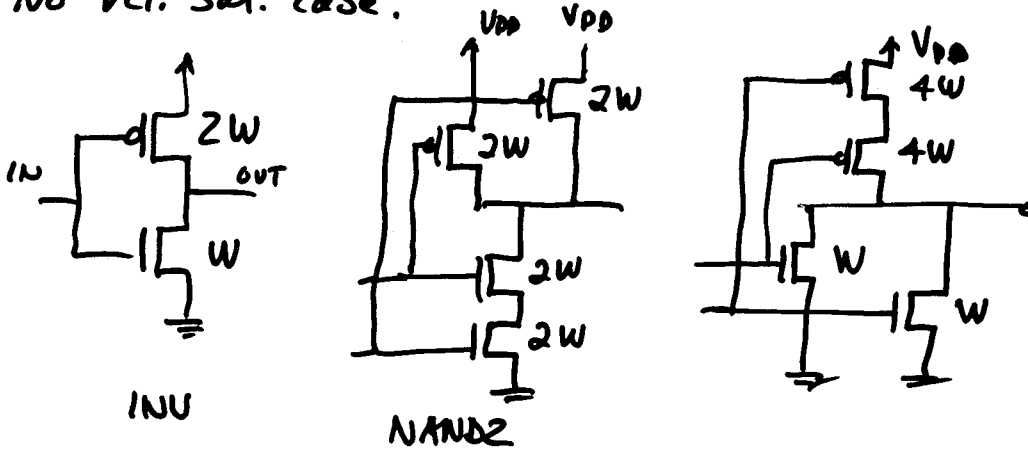 No Vel. Sat. Case.
VDD
VDD
VDD
2W
2W
2W
4W
4W
IN
OUT
W
2W
2W
W
W
INV
NAND2